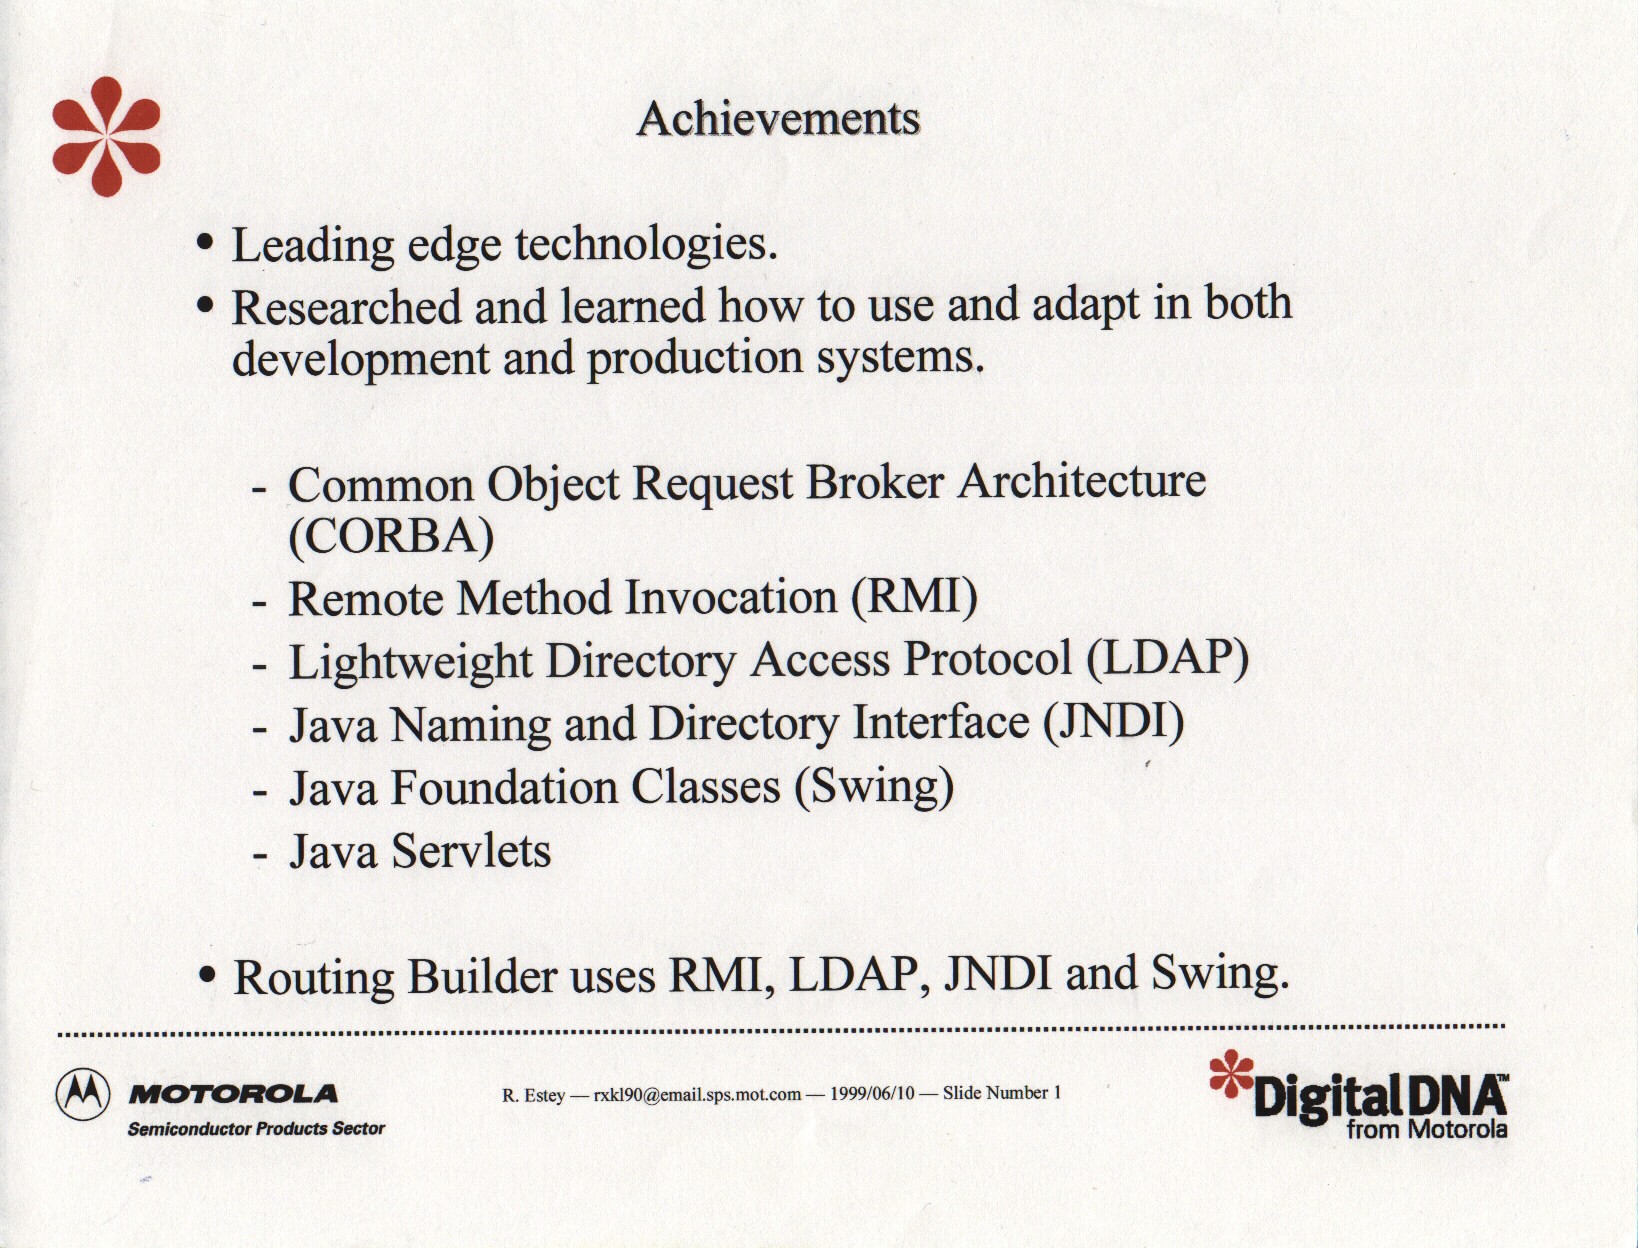 Achievements
• Leading edge technologies.
• Researched and learned how to use and adapt in both
development and production systems.
- Common Object Request Broker Architecture
(CORBA)
- Remote Method Invocation (RMI)
- Lightweight Directory Access Protocol (LDAP)
- Java Naming and Directory Interface (JNDI)
- Java Foundation Classes (Swing)
- Java Servlets
• Routing Builder uses RMI, LDAP, JNDI and Swing.
MOTOROLA
Semiconductor Products Sector
R. Estey — rxkl90@email.sps.mot.com — 1999/06/10 — Slide Number 1
DigitalDNA™
from Motorola